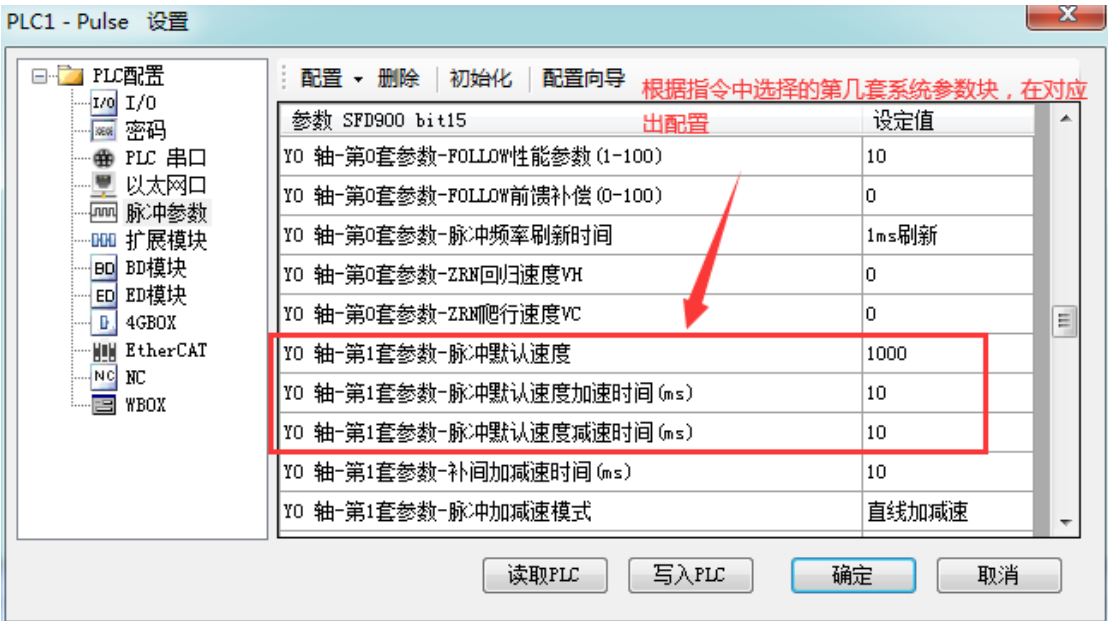 PLC1 - Pulse 设置
PLC配置
I/O I/O
密码
PLC 串口
以太网口
脉冲参数
扩展模块
BD BD模块
ED ED模块
4GBOX
EtherCAT
NC NC
WBOX
配置 删除 初始化 配置向导
根据指令中选择的第几套系统参数块，在对应
出配置
参数 SFD900 bit15 设定值
Y0 轴-第0套参数-FOLLOW性能参数(1-100) 10
Y0 轴-第0套参数-FOLLOW前馈补偿(0-100) 0
Y0 轴-第0套参数-脉冲频率刷新时间 1ms刷新
Y0 轴-第0套参数-ZRN回归速度VH 0
Y0 轴-第0套参数-ZRN爬行速度VC 0
Y0 轴-第1套参数-脉冲默认速度 1000
Y0 轴-第1套参数-脉冲默认速度加速时间(ms) 10
Y0 轴-第1套参数-脉冲默认速度减速时间(ms) 10
Y0 轴-第1套参数-补间加减速时间(ms) 10
Y0 轴-第1套参数-脉冲加减速模式 直线加减速
读取PLC 写入PLC 确定 取消